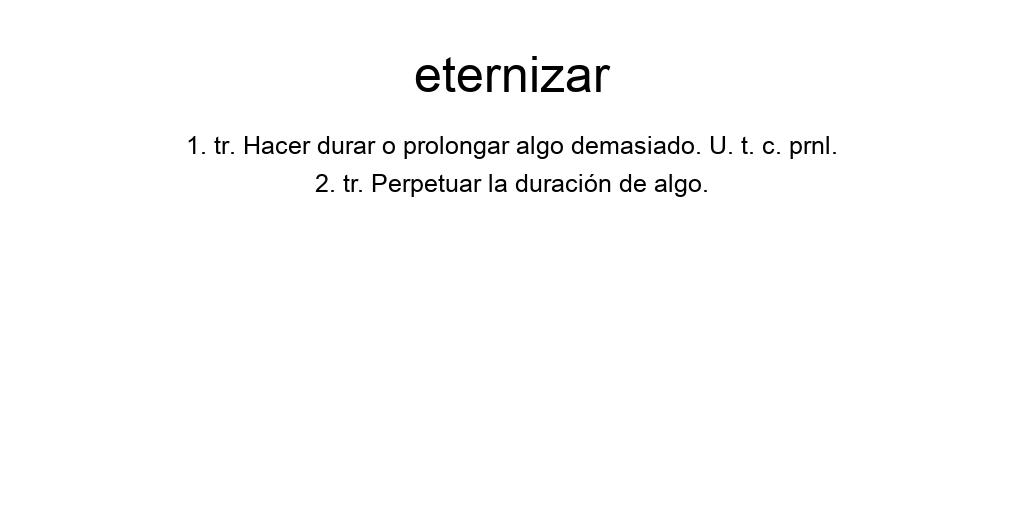 eternizar
1. tr. Hacer durar o prolongar algo demasiado. U. t. c. prnl.
2. tr. Perpetuar la duración de algo.